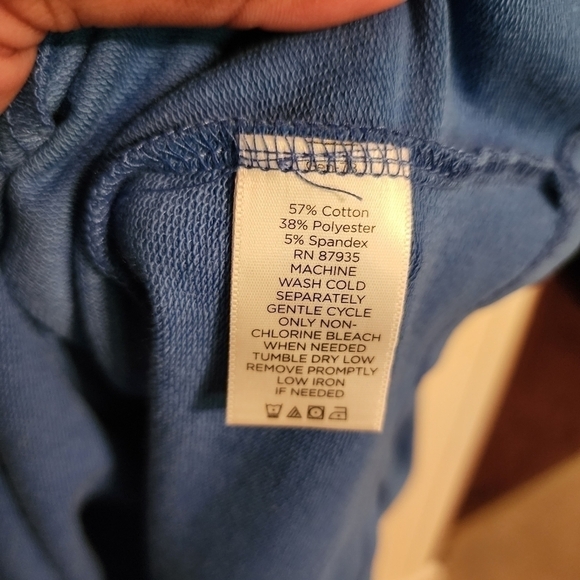 57% Cotton
38% Polyester
5% Spandex
RN 87935
MACHINE
WASH COLD
SEPARATELY
GENTLE CYCLE
ONLY NON-
CHLORINE BLEACH
WHEN NEEDED
TUMBLE DRY LOW
REMOVE PROMPTLY
LOW IRON
IF NEEDED